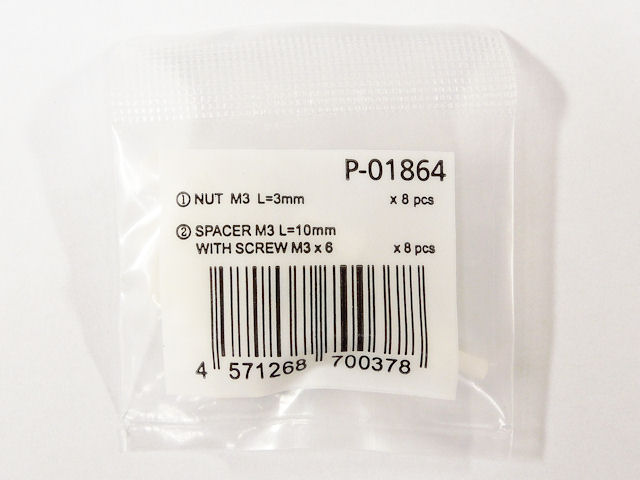 P-01864
① NUT M3 L=3mm x 8 pcs
② SPACER M3 L=10mm
WITH SCREW M3 x 6 x 8 pcs
4 571268 700378